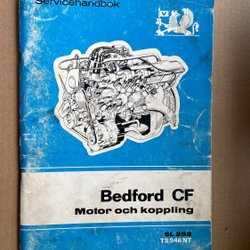 Servicehandbok
Bedford CF
Motor och koppling
SL 252
TS 946 NT